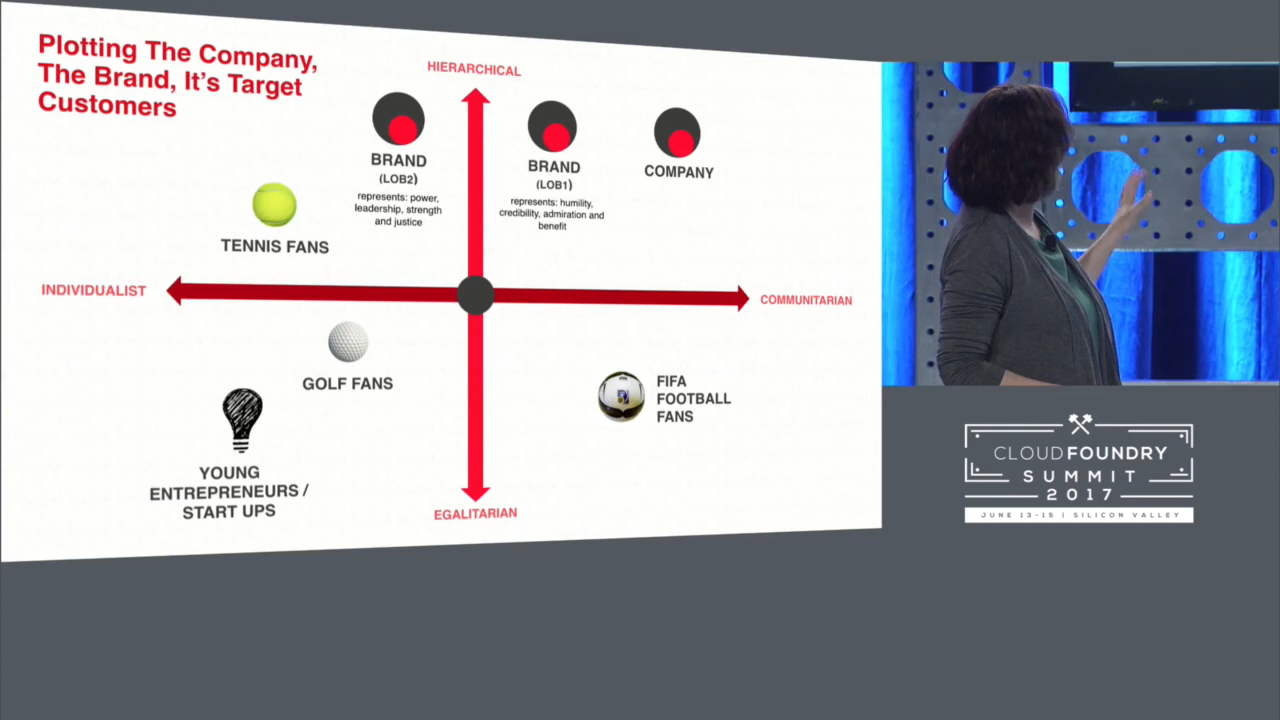 Plotting The Company,
The Brand, It's Target
Customers
HIERARCHICAL
BRAND
(LOB2)
represents: power,
leadership, strength
and justice
BRAND
(LOB1)
represents: humility,
credibility, admiration and
benefit
COMPANY
TENNIS FANS
INDIVIDUALIST
COMMUNITARIAN
GOLF FANS
FIFA
FOOTBALL
FANS
YOUNG
ENTREPRENEURS /
START UPS
EGALITARIAN
CLOUDFOUNDRY
SUMMIT
2017
JUNE 13-15 | SILICON VALLEY